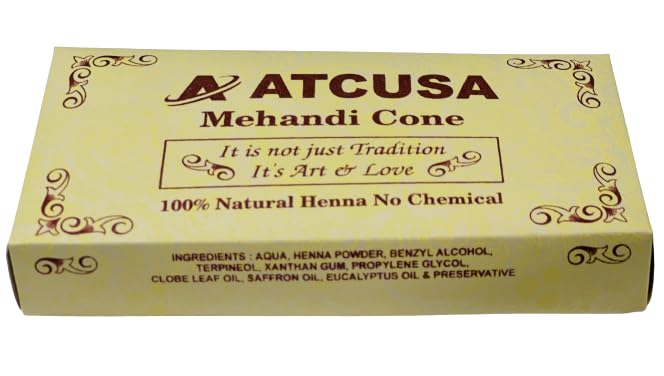 ATCUSA
Mehandi Cone
It is not just Tradition
It's Art & Love
100% Natural Henna No Chemical
INGREDIENTS : AQUA, HENNA POWDER, BENZYL ALCOHOL,
TERPINEOL, XANTHAN GUM, PROPYLENE GLYCOL,
CLOBE LEAF OIL, SAFFRON OIL, EUCALYPTUS OIL & PRESERVATIVE